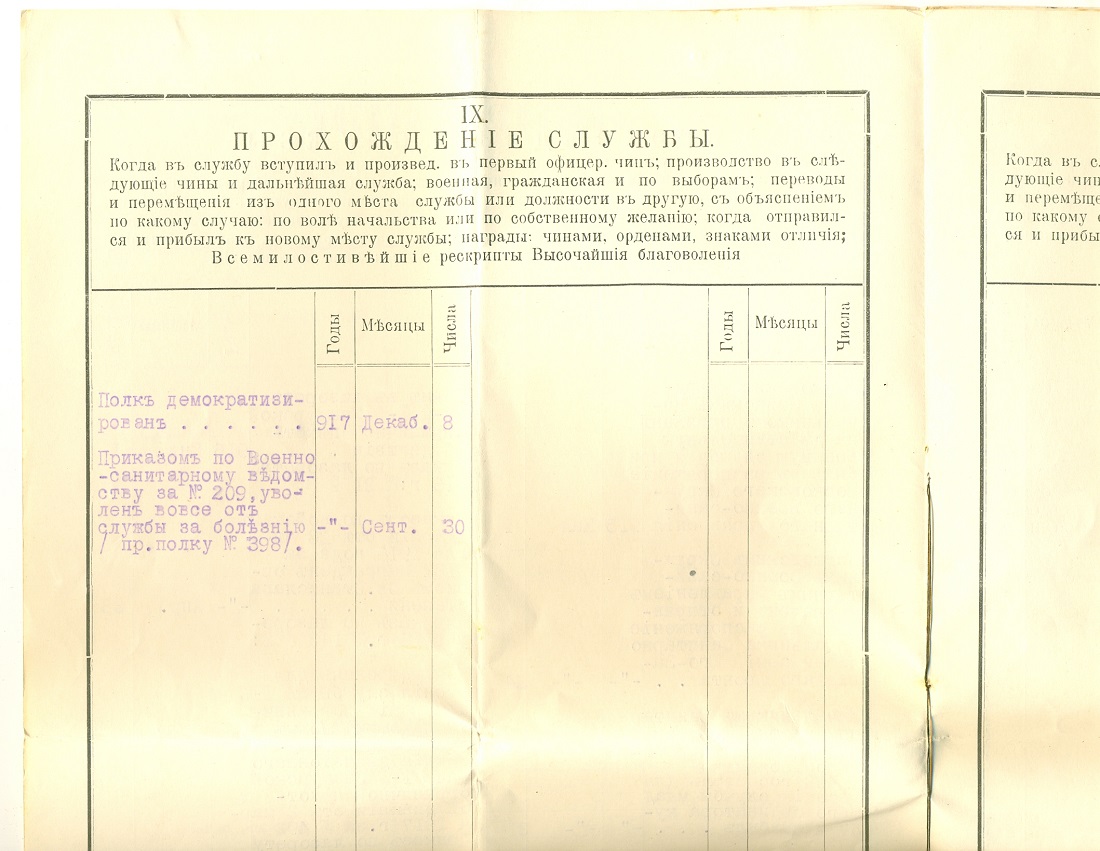 IX.
ПРОХОЖДЕНІЕ СЛУЖБЫ.
Когда въ службу вступилъ и произвед. въ первый офицер. чинъ; производство въ слѣ-
дующіе чины и дальнѣйшая служба; военная, гражданская и по выборамъ; переводы
и перемѣщенія изъ одного мѣста службы или должности въ другую, съ объясненіемъ
по какому случаю: по волѣ начальства или по собственному желанію; когда отправил-
ся и прибылъ къ новому мѣсту службы; награды: чинами, орденами, знаками отличія;
Всемилостивѣйшіе рескрипты Высочайшія благоволенія
Годы Мѣсяцы Числа Годы Мѣсяцы Числа
Полкъ демократизи-
рованъ . . . . . . 917 Декаб. 8
Приказомъ по Военно
-санитарному вѣдом-
ству за № 209, уво-
ленъ вовсе отъ
службы за болѣзнію -"- Сент. 30
/ пр.полку № 398/.
Когда въ сл
дующіе чин
и перемѣще
по какому
ся и прибы